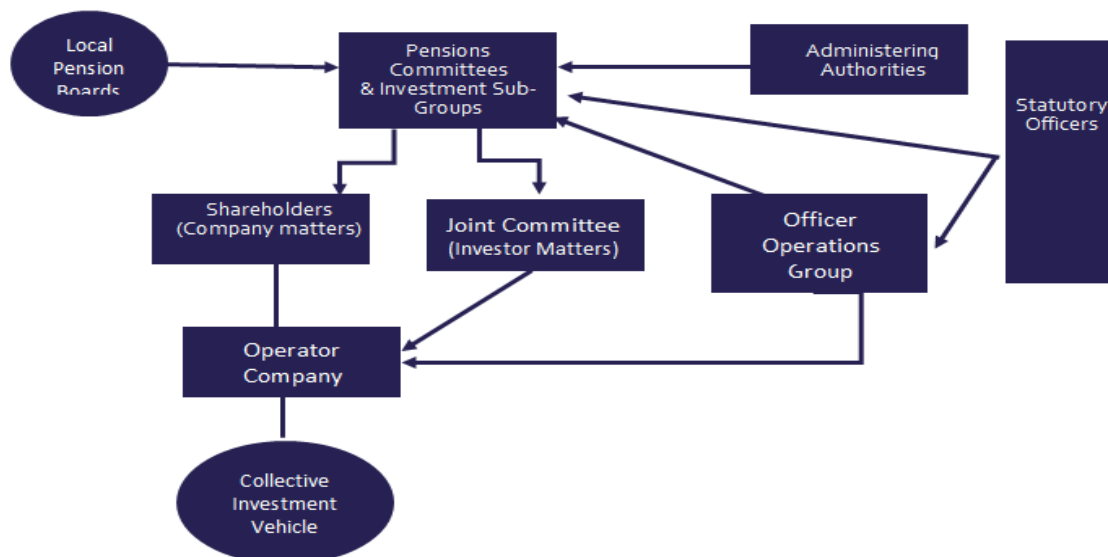 Local
Pension
Boards
Pensions
Committees
& Investment Sub-
Groups
Administering
Authorities
Statutory
Officers
Shareholders
(Company matters)
Joint Committee
(Investor Matters)
Officer
Operations
Group
Operator
Company
Collective
Investment
Vehicle